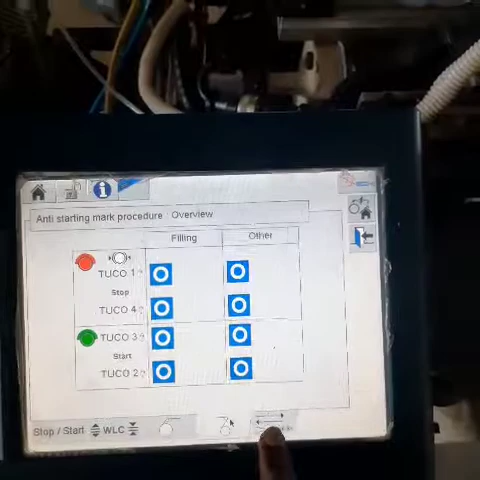 Anti starting mark procedure : Overview
Filling Other
TUCO 1?
Stop
TUCO 4?
TUCO 3?
Start
TUCO 2?
Stop / Start WLC